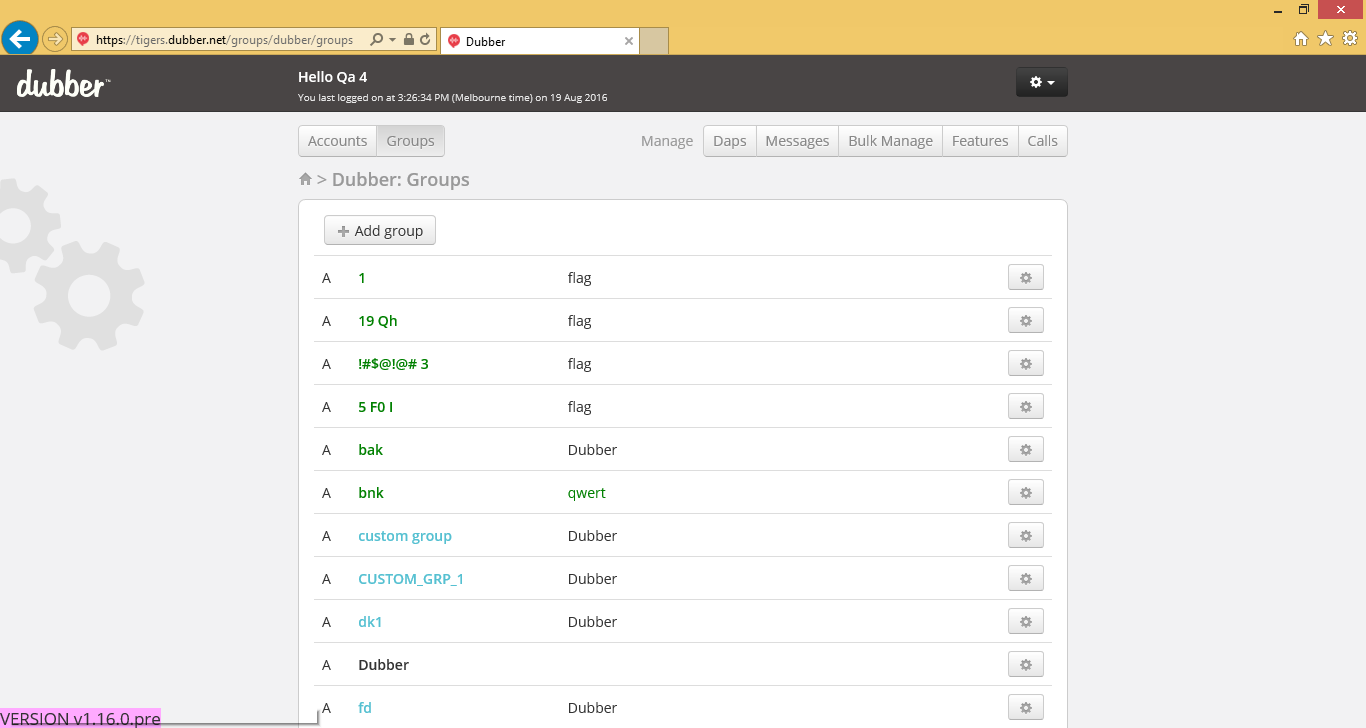 https://tigers.dubber.net/groups/dubber/groups
Dubber
dubber™
Hello Qa 4
You last logged on at 3:26:34 PM (Melbourne time) on 19 Aug 2016
Accounts Groups Manage Daps Messages Bulk Manage Features Calls
> Dubber: Groups
Add group
A 1 flag
A 19 Qh flag
A !#$@!@# 3 flag
A 5 F0 I flag
A bak Dubber
A bnk qwert
A custom group Dubber
A CUSTOM_GRP_1 Dubber
A dk1 Dubber
A Dubber
A fd Dubber
VERSION v1.16.0.pre